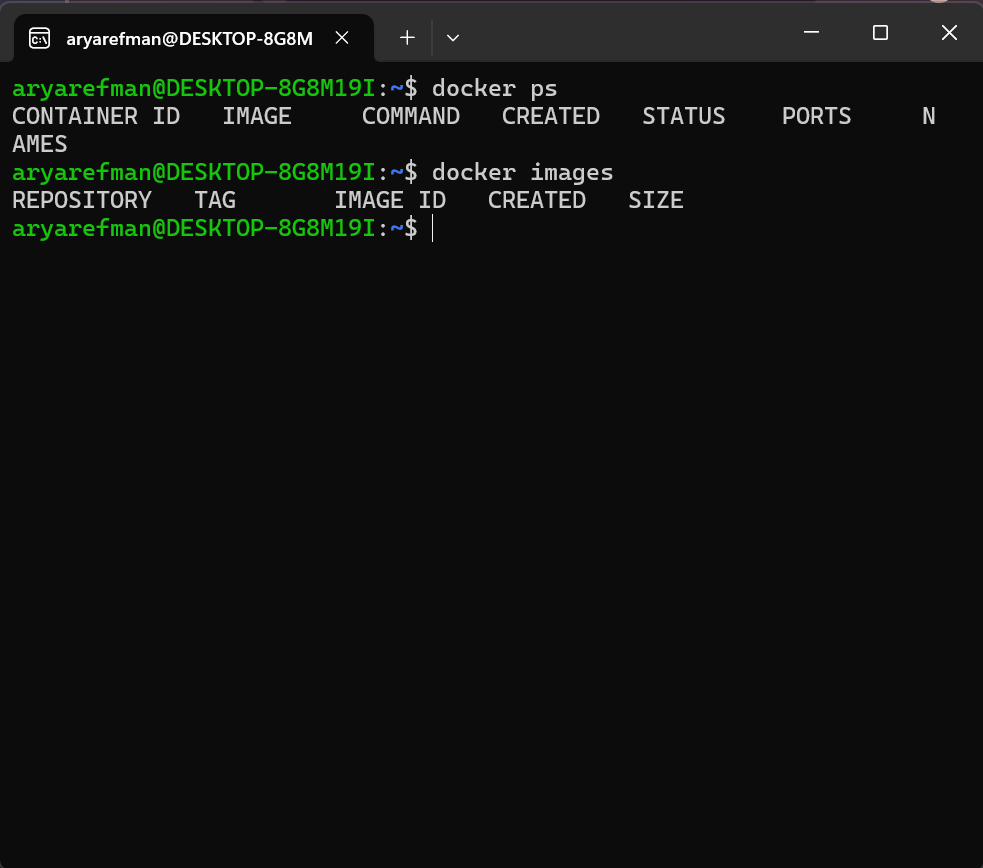 aryarefman@DESKTOP-8G8M
aryarefman@DESKTOP-8G8M19I:~$ docker ps
CONTAINER ID   IMAGE     COMMAND   CREATED   STATUS    PORTS     N
AMES
aryarefman@DESKTOP-8G8M19I:~$ docker images
REPOSITORY   TAG       IMAGE ID   CREATED   SIZE
aryarefman@DESKTOP-8G8M19I:~$